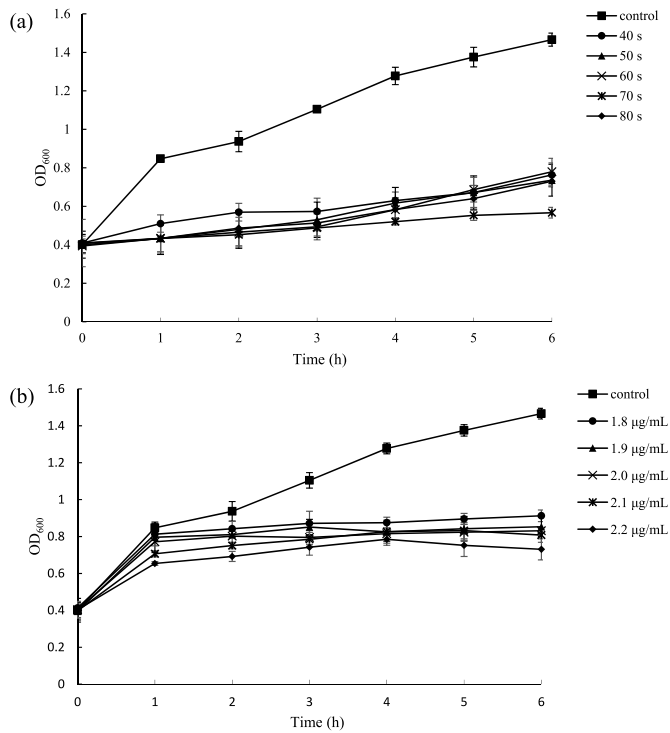 (a)
1.6
1.4
1.2
1
0.8
0.6
0.4
0.2
0
OD600
0 1 2 3 4 5 6
Time (h)
control
40 s
50 s
60 s
70 s
80 s
(b)
1.6
1.4
1.2
1
0.8
0.6
0.4
0.2
0
OD600
0 1 2 3 4 5 6
Time (h)
control
1.8 μg/mL
1.9 μg/mL
2.0 μg/mL
2.1 μg/mL
2.2 μg/mL